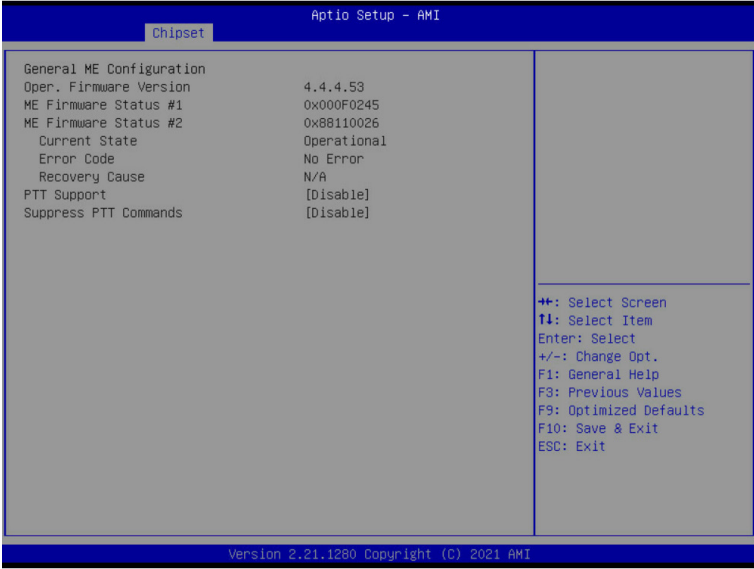 Aptio Setup - AMI
Chipset
General ME Configuration
Oper. Firmware Version 4.4.4.53
ME Firmware Status #1 0x000F0245
ME Firmware Status #2 0x88110026
Current State Operational
Error Code No Error
Recovery Cause N/A
PTT Support [Disable]
Suppress PTT Commands [Disable]
→←: Select Screen
↑↓: Select Item
Enter: Select
+/-: Change Opt.
F1: General Help
F3: Previous Values
F9: Optimized Defaults
F10: Save & Exit
ESC: Exit
Version 2.21.1280 Copyright (C) 2021 AMI